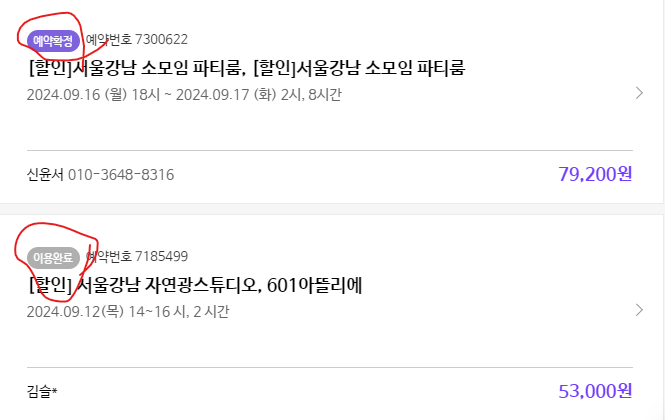 예약확정 예약번호 7300622
[할인]서울강남 소모임 파티룸, [할인]서울강남 소모임 파티룸
2024.09.16 (월) 18시 ~ 2024.09.17 (화) 2시, 8시간
신윤서 010-3648-8316
79,200원
이용완료 예약번호 7185499
[할인] 서울강남 자연광스튜디오, 601아뜰리에
2024.09.12(목) 14~16 시, 2 시간
김슬*
53,000원